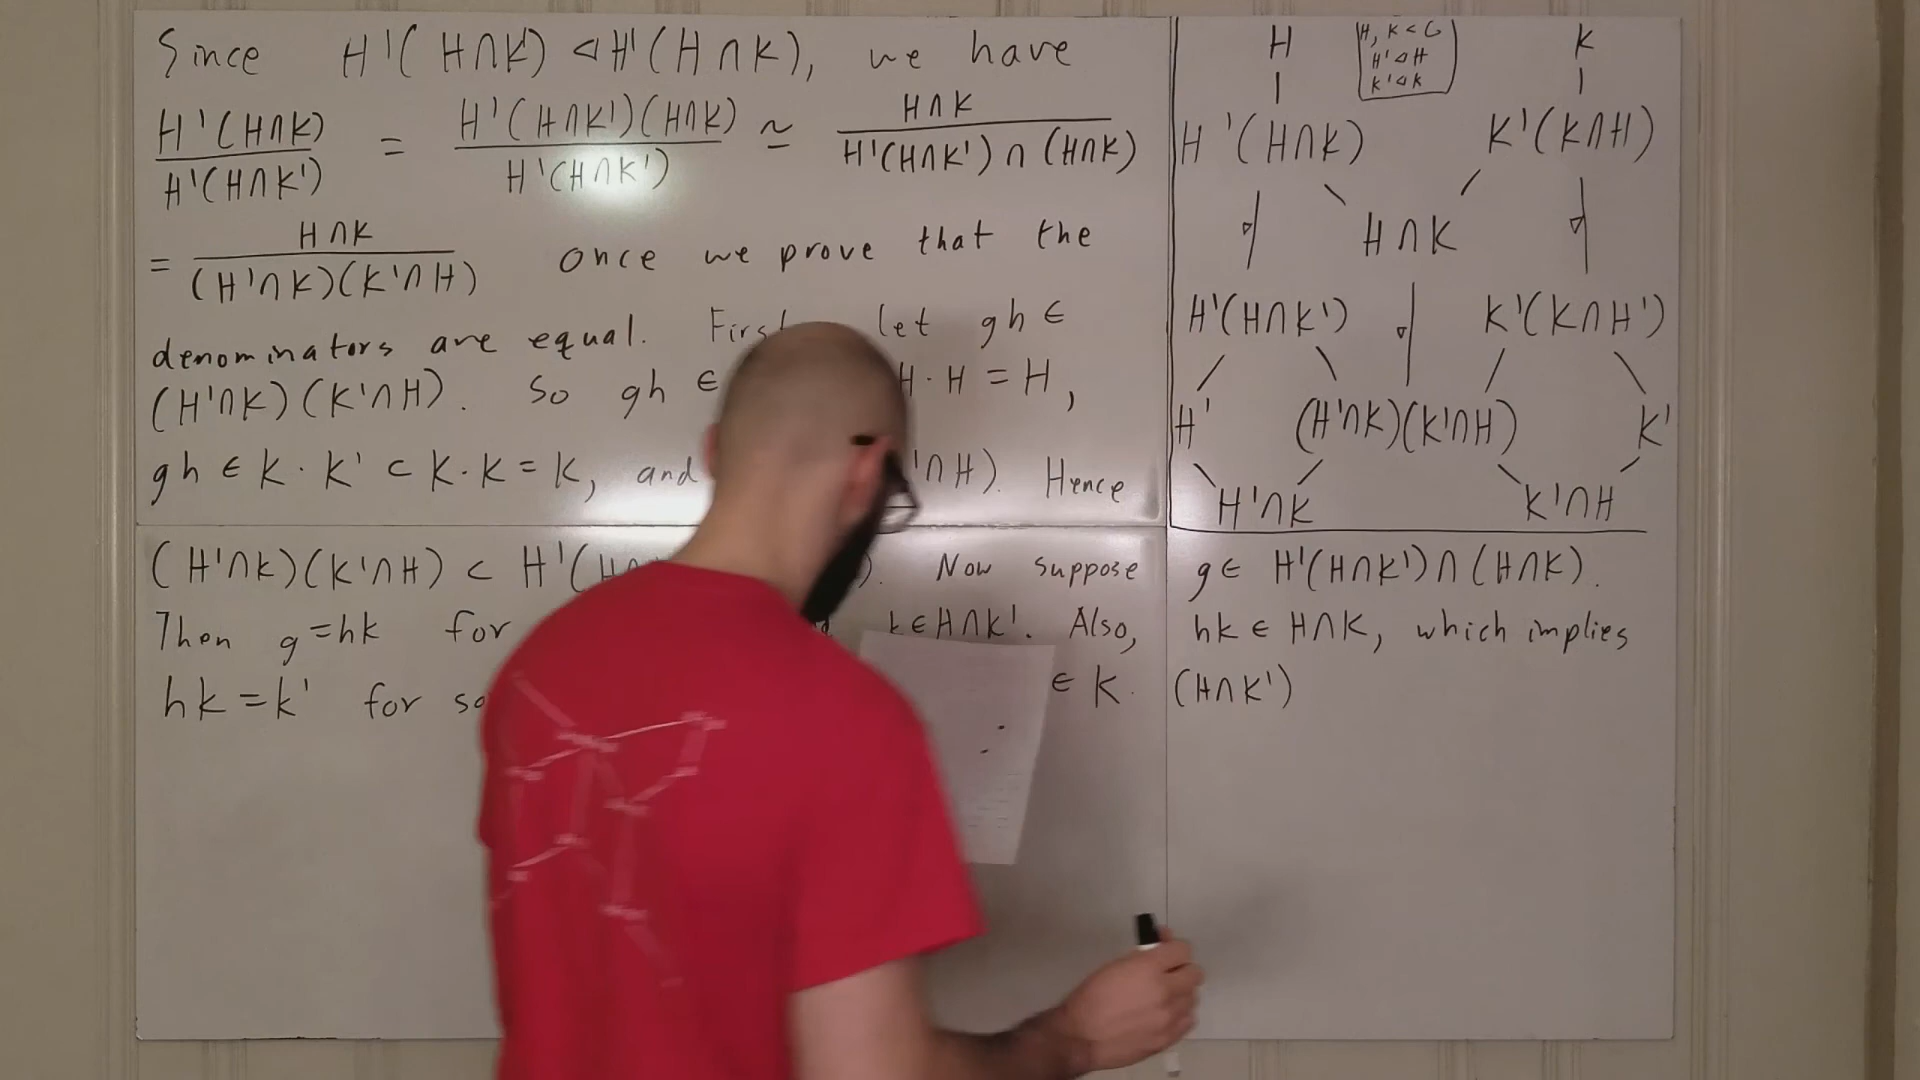 Since H'(H∩K') ⊲ H'(H∩K), we have
H'(H∩K) / H'(H∩K') = H'(H∩K')(H∩K) / H'(H∩K') ≃ H∩K / H'(H∩K')∩(H∩K)
= H∩K / (H'∩K)(K'∩H) once we prove that the
denominators are equal. First let gh ∈
(H'∩K)(K'∩H). So gh ∈ H·H = H,
gh ∈ K·K' ⊂ K·K = K, and '∩H). Hence
(H'∩K)(K'∩H) < H'( ). Now suppose g ∈ H'(H∩K')∩(H∩K).
Then g=hk for k∈H∩K'. Also, hk ∈ H∩K, which implies
hk = k' for ∈ K. (H∩K')
H
K
H, K < G
H'⊲H
K'⊲K
H'(H∩K)
K'(K∩H)
⊲
H∩K
⊲
H'(H∩K')
⊲
K'(K∩H')
H'
(H'∩K)(K'∩H)
K'
H'∩K
K'∩H